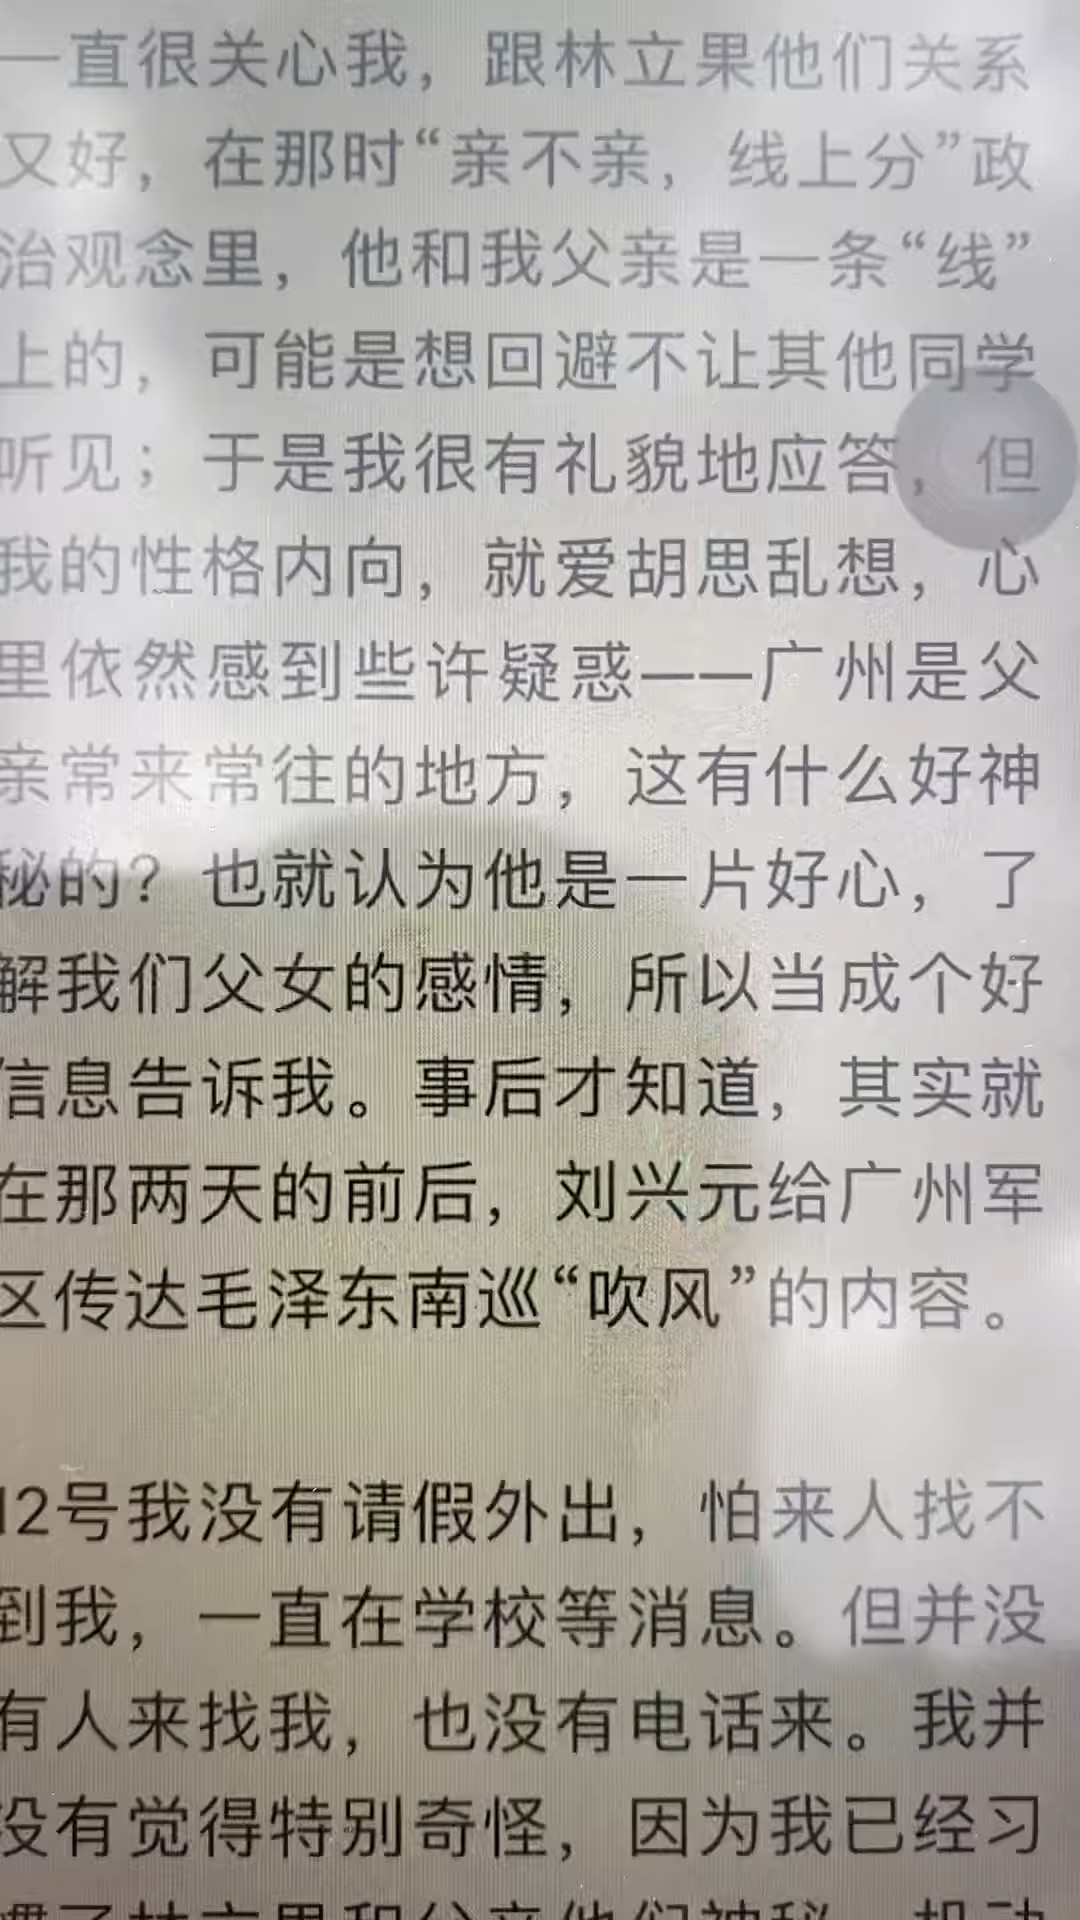 一直很关心我，跟林立果他们关系
又好，在那时“亲不亲，线上分”政
治观念里，他和我父亲是一条“线”
上的，可能是想回避不让其他同学
听见；于是我很有礼貌地应答，但
我的性格内向，就爱胡思乱想，心
里依然感到些许疑惑——广州是父
亲常来常往的地方，这有什么好神
秘的？也就认为他是一片好心，了
解我们父女的感情，所以当成个好
信息告诉我。事后才知道，其实就
在那两天的前后，刘兴元给广州军
区传达毛泽东南巡“吹风”的内容。
12号我没有请假外出，怕来人找不
到我，一直在学校等消息。但并没
有人来找我，也没有电话来。我并
没有觉得特别奇怪，因为我已经习